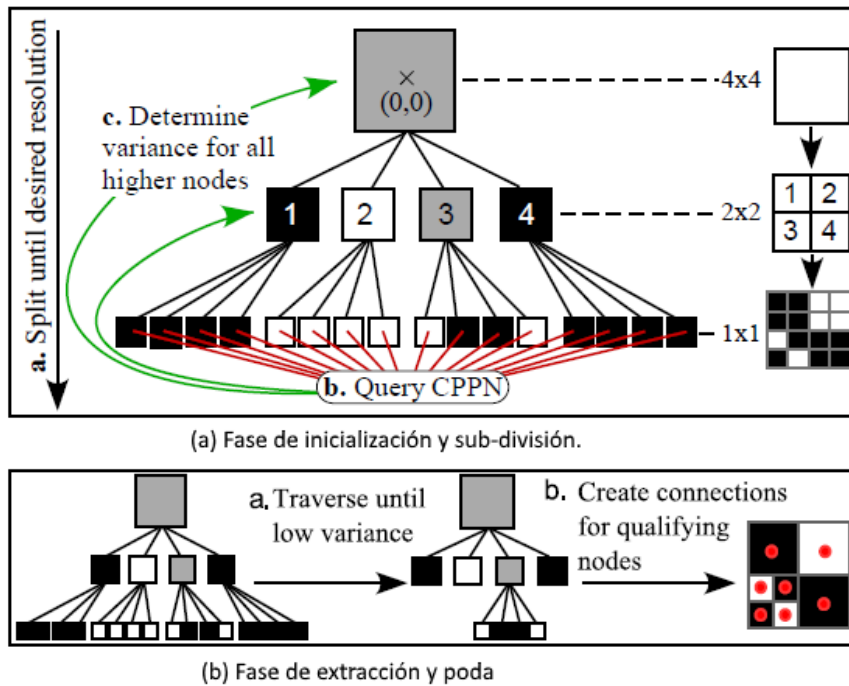 a. Split until desired resolution
×
(0,0)
4x4
c. Determine
variance for all
higher nodes
1
2
3
4
2x2
1 2
3 4
1x1
b. Query CPPN
(a) Fase de inicialización y sub-división.
a. Traverse until
low variance
b. Create connections
for qualifying
nodes
(b) Fase de extracción y poda